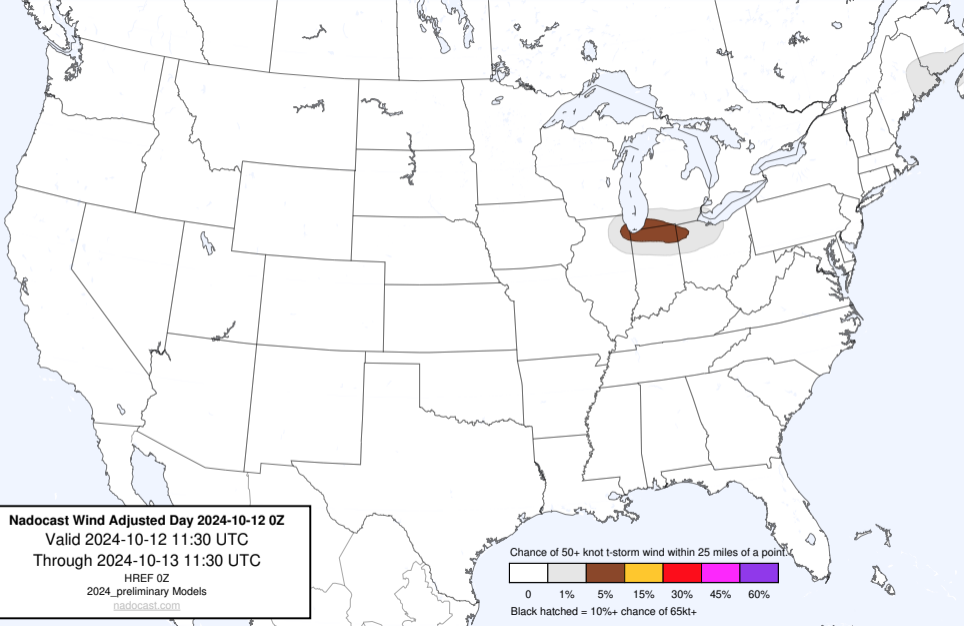 Nadocast Wind Adjusted Day 2024-10-12 0Z
Valid 2024-10-12 11:30 UTC
Through 2024-10-13 11:30 UTC
HREF 0Z
2024_preliminary Models
nadocast.com
Chance of 50+ knot t-storm wind within 25 miles of a point.
0 1% 5% 15% 30% 45% 60%
Black hatched = 10%+ chance of 65kt+